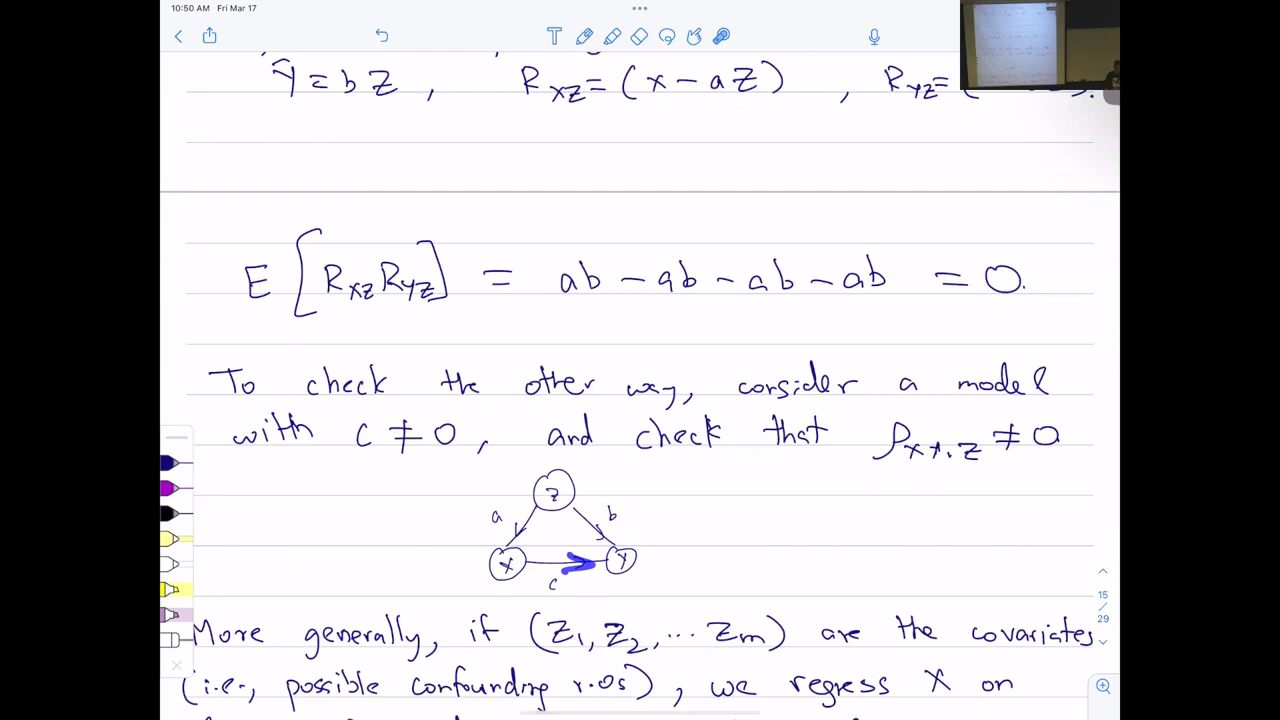 10:50 AM Fri Mar 17
Ŷ = b Z , R_XZ = (X - aZ) , R_YZ = (
E [R_XZ R_YZ] = ab - ab - ab - ab = 0.
To check the other way, consider a model
with c ≠ 0, and check that ρ_XY.Z ≠ 0
Z
a b
X Y
c
More generally, if (Z1, Z2, ... Zm) are the covariates
(i.e., possible confounding r.vs), we regress X on
15
/
29